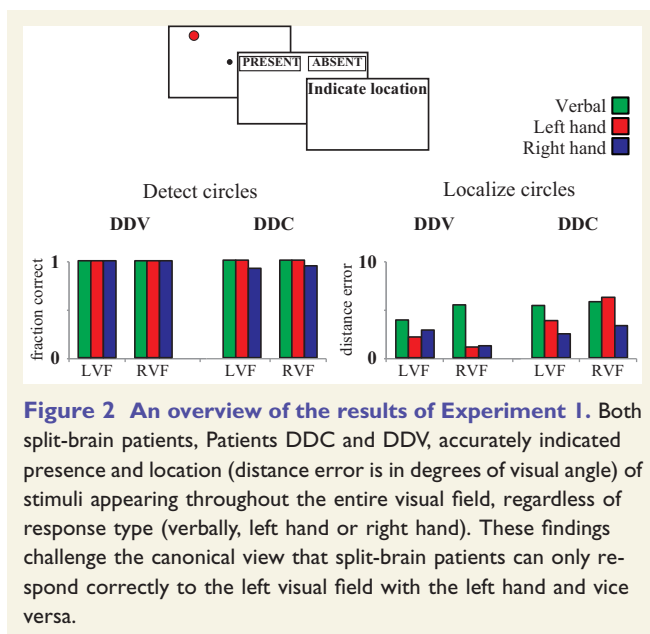 PRESENT ABSENT
Indicate location
Verbal
Left hand
Right hand
Detect circles
Localize circles
DDV DDC
DDV DDC
fraction correct
1
0
LVF RVF LVF RVF
distance error
10
0
LVF RVF LVF RVF
Figure 2 An overview of the results of Experiment 1. Both
split-brain patients, Patients DDC and DDV, accurately indicated
presence and location (distance error is in degrees of visual angle) of
stimuli appearing throughout the entire visual field, regardless of
response type (verbally, left hand or right hand). These findings
challenge the canonical view that split-brain patients can only re-
spond correctly to the left visual field with the left hand and vice
versa.